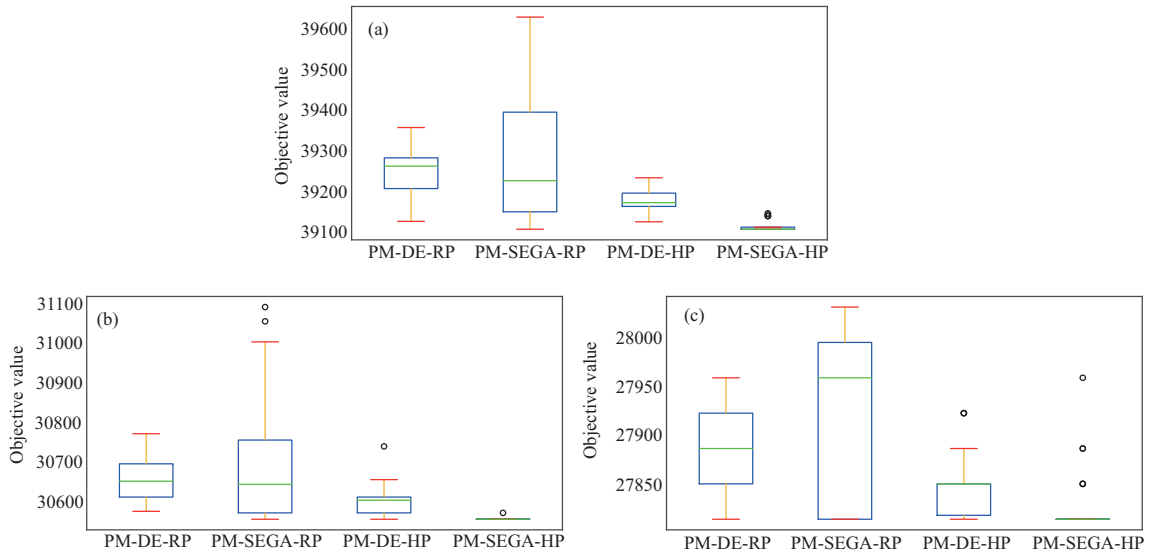 (a)
Objective value
39600
39500
39400
39300
39200
39100
PM-DE-RP PM-SEGA-RP PM-DE-HP PM-SEGA-HP
(b)
Objective value
31100
31000
30900
30800
30700
30600
PM-DE-RP PM-SEGA-RP PM-DE-HP PM-SEGA-HP
(c)
Objective value
28000
27950
27900
27850
PM-DE-RP PM-SEGA-RP PM-DE-HP PM-SEGA-HP